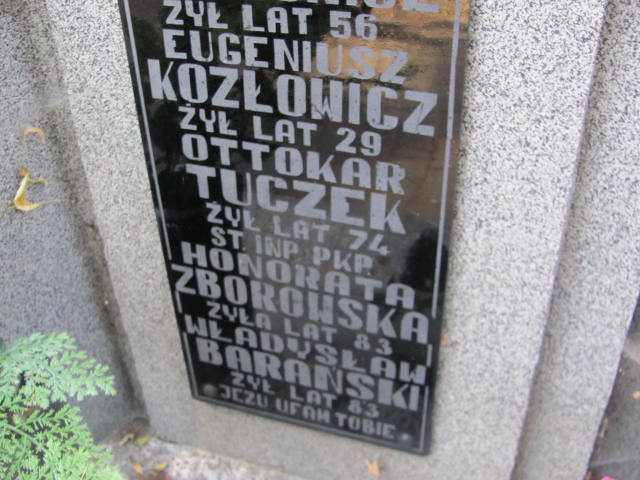 ŻYŁ LAT 56
EUGENIUSZ
KOZŁOWICZ
ŻYŁ LAT 29
OTTOKAR
TUCZEK
ŻYŁ LAT 74
ST. INP. PKP.
HONORATA
ZBOROWSKA
ŻYŁA LAT 83
WŁADYSŁAW
BARAŃSKI
ŻYŁ LAT 83
JEZU UFAM TOBIE